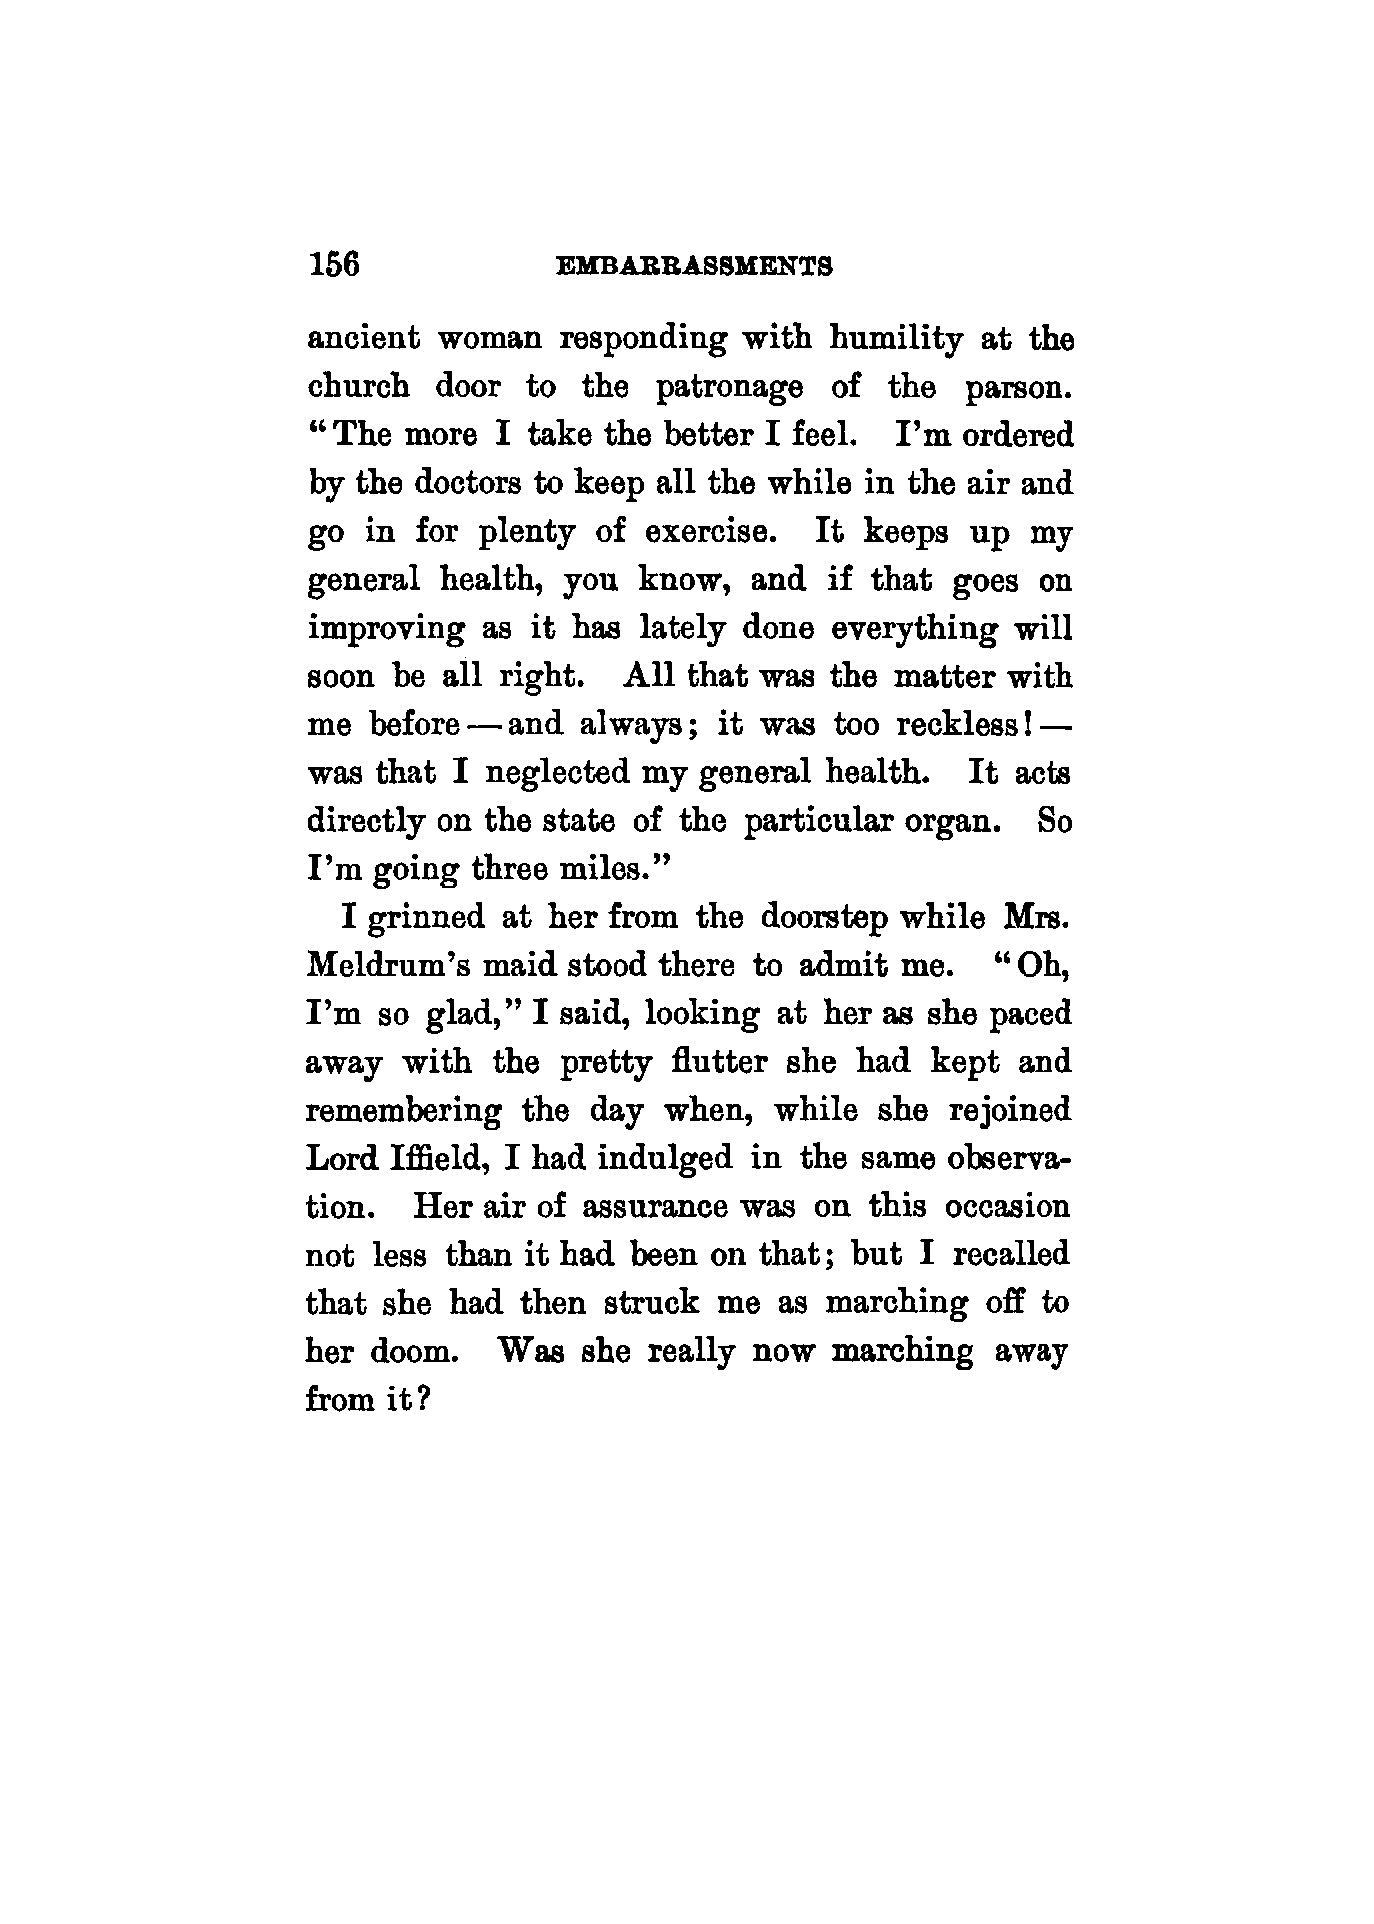 156 EMBARRASSMENTS
ancient woman responding with humility at the
church door to the patronage of the parson.
“The more I take the better I feel. I’m ordered
by the doctors to keep all the while in the air and
go in for plenty of exercise. It keeps up my
general health, you know, and if that goes on
improving as it has lately done everything will
soon be all right. All that was the matter with
me before—and always; it was too reckless!—
was that I neglected my general health. It acts
directly on the state of the particular organ. So
I’m going three miles.”
I grinned at her from the doorstep while Mrs.
Meldrum’s maid stood there to admit me. “Oh,
I’m so glad,” I said, looking at her as she paced
away with the pretty flutter she had kept and
remembering the day when, while she rejoined
Lord Iffield, I had indulged in the same observa-
tion. Her air of assurance was on this occasion
not less than it had been on that; but I recalled
that she had then struck me as marching off to
her doom. Was she really now marching away
from it?